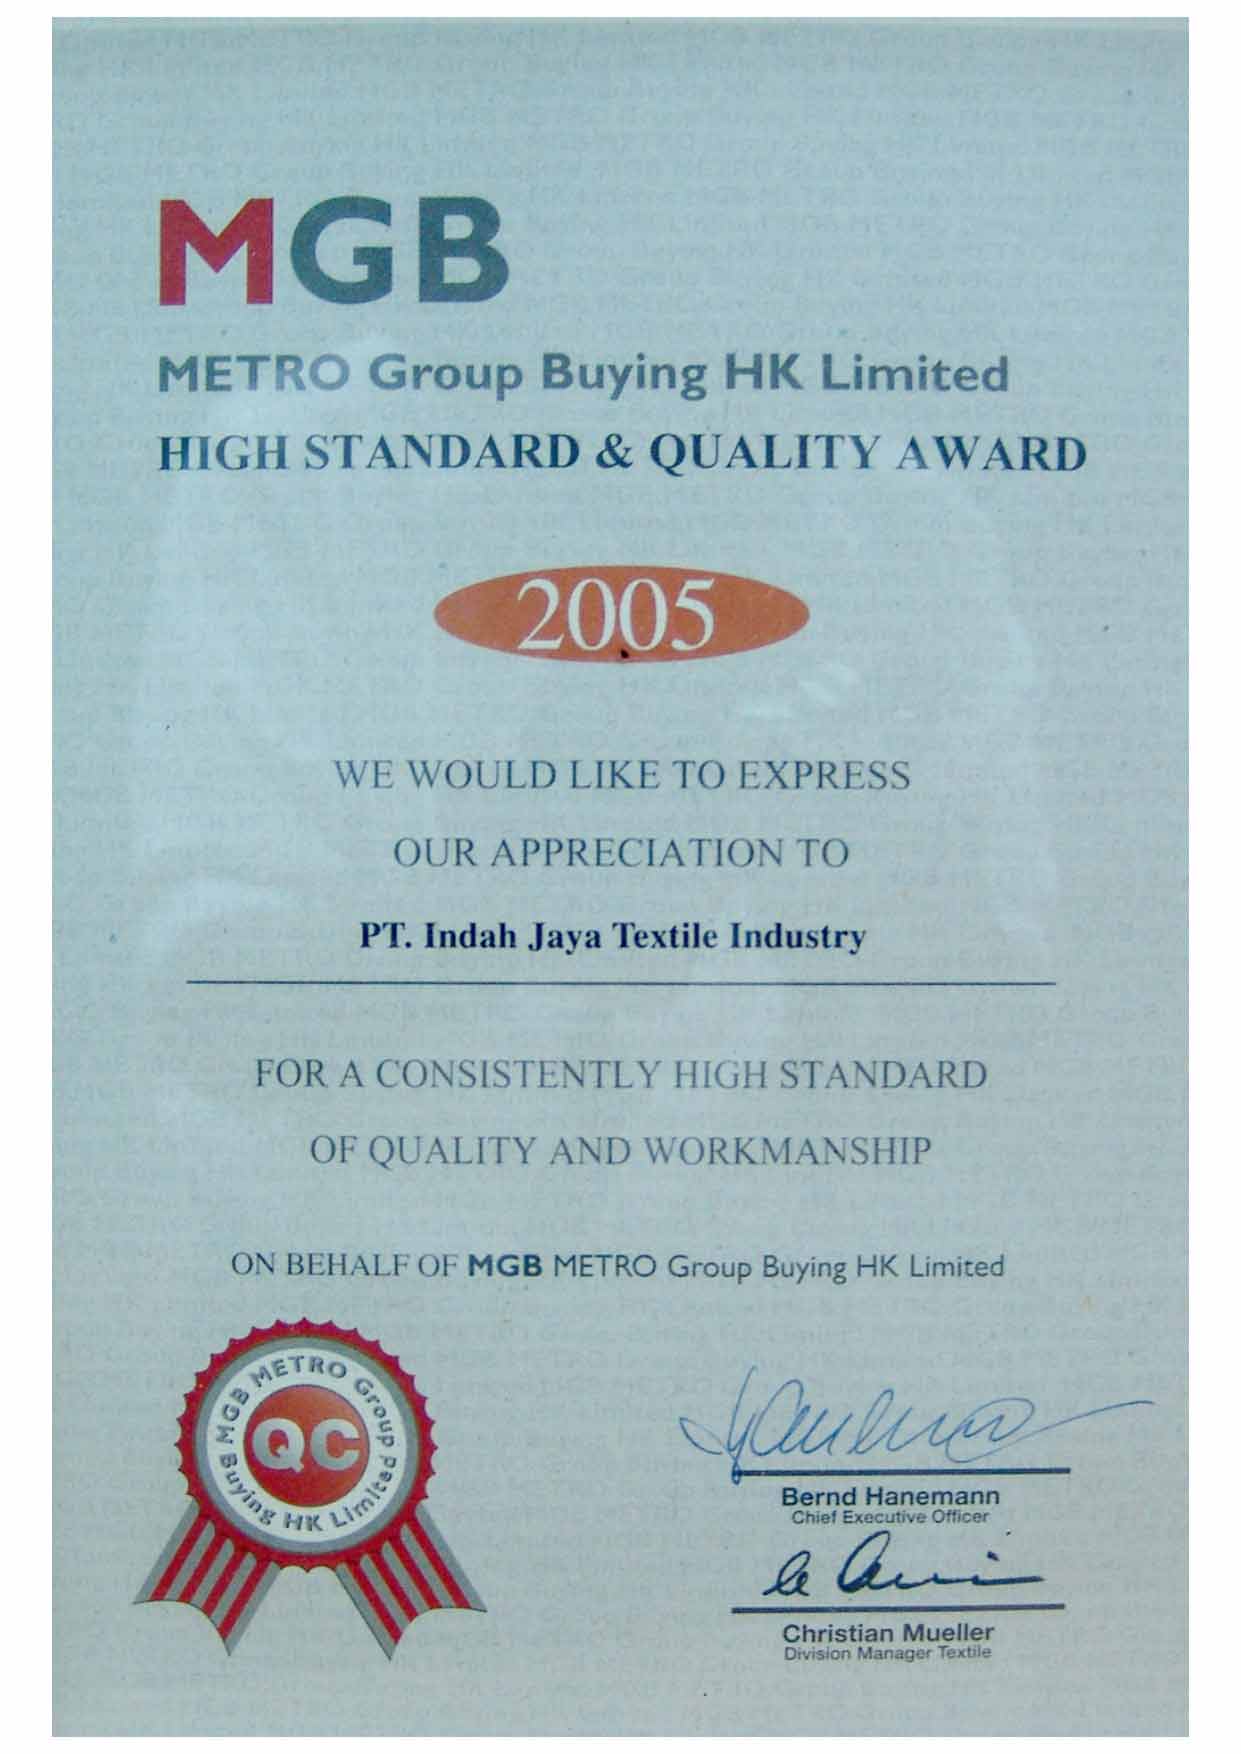 MGB
METRO Group Buying HK Limited
HIGH STANDARD & QUALITY AWARD
2005
WE WOULD LIKE TO EXPRESS
OUR APPRECIATION TO
PT. Indah Jaya Textile Industry
FOR A CONSISTENTLY HIGH STANDARD
OF QUALITY AND WORKMANSHIP
ON BEHALF OF MGB METRO Group Buying HK Limited
MGB METRO Group
Buying HK Limited
QC
Bernd Hanemann
Chief Executive Officer
Christian Mueller
Division Manager Textile